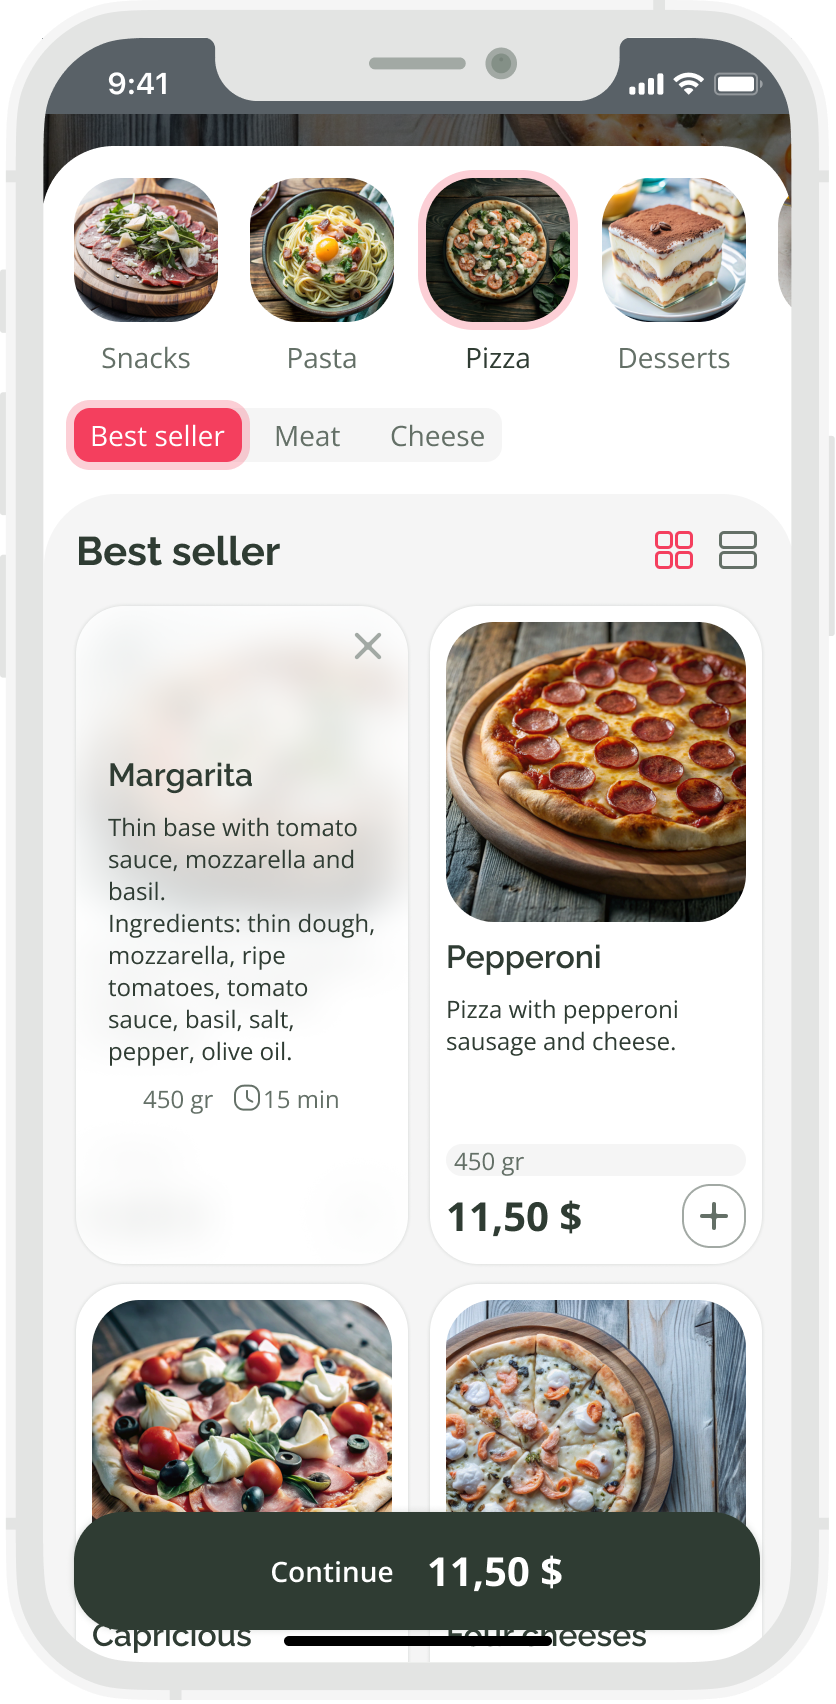 9:41
Snacks
Pasta
Pizza
Desserts
Best seller
Meat
Cheese
Best seller
Margarita
Thin base with tomato
sauce, mozzarella and
basil.
Ingredients: thin dough,
mozzarella, ripe
tomatoes, tomato
sauce, basil, salt,
pepper, olive oil.
450 gr 15 min
Pepperoni
Pizza with pepperoni
sausage and cheese.
450 gr
11,50 $
Continue 11,50 $
Capricious
Four cheeses